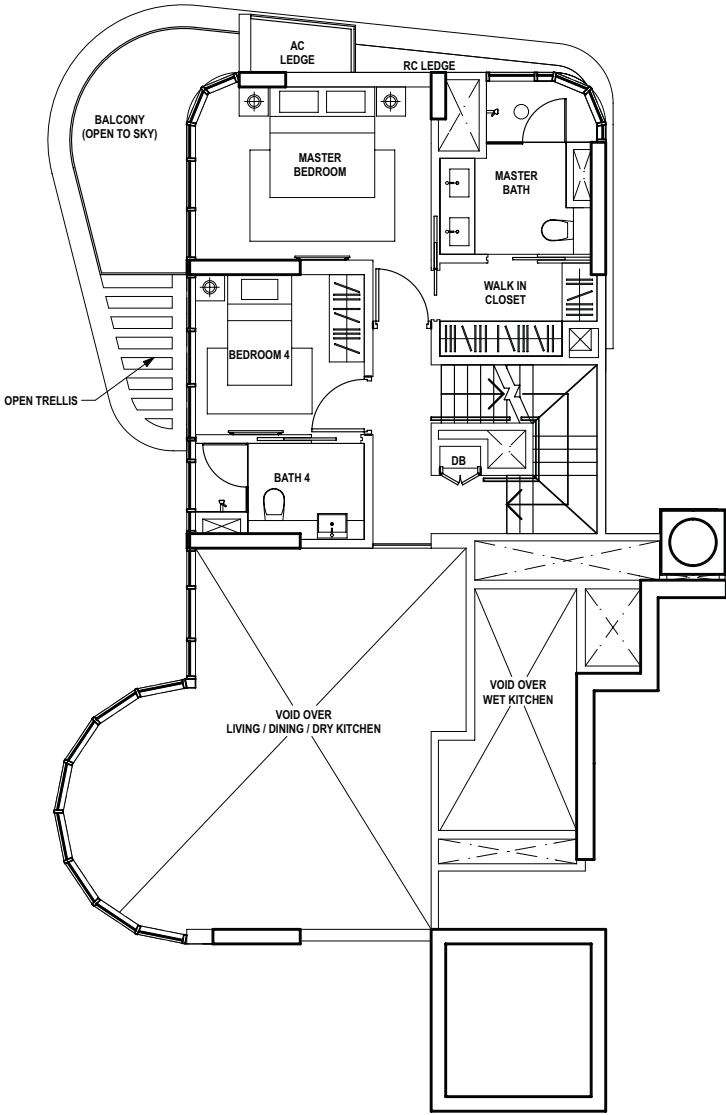 AC
LEDGE
RC LEDGE
BALCONY
(OPEN TO SKY)
MASTER
BEDROOM
MASTER
BATH
WALK IN
CLOSET
BEDROOM 4
OPEN TRELLIS
DB
BATH 4
VOID OVER
WET KITCHEN
VOID OVER
LIVING / DINING / DRY KITCHEN